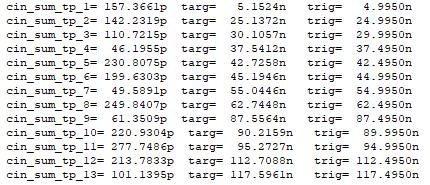 cin_sum_tp_1= 157.3661p targ= 5.1524n trig= 4.9950n
cin_sum_tp_2= 142.2319p targ= 25.1372n trig= 24.9950n
cin_sum_tp_3= 110.7215p targ= 30.1057n trig= 29.9950n
cin_sum_tp_4= 46.1955p targ= 37.5412n trig= 37.4950n
cin_sum_tp_5= 230.8075p targ= 42.7258n trig= 42.4950n
cin_sum_tp_6= 199.6303p targ= 45.1946n trig= 44.9950n
cin_sum_tp_7= 49.5891p targ= 55.0446n trig= 54.9950n
cin_sum_tp_8= 249.8407p targ= 62.7448n trig= 62.4950n
cin_sum_tp_9= 61.3509p targ= 87.5564n trig= 87.4950n
cin_sum_tp_10= 220.9304p targ= 90.2159n trig= 89.9950n
cin_sum_tp_11= 277.7486p targ= 95.2727n trig= 94.9950n
cin_sum_tp_12= 213.7833p targ= 112.7088n trig= 112.4950n
cin_sum_tp_13= 101.1395p targ= 117.5961n trig= 117.4950n